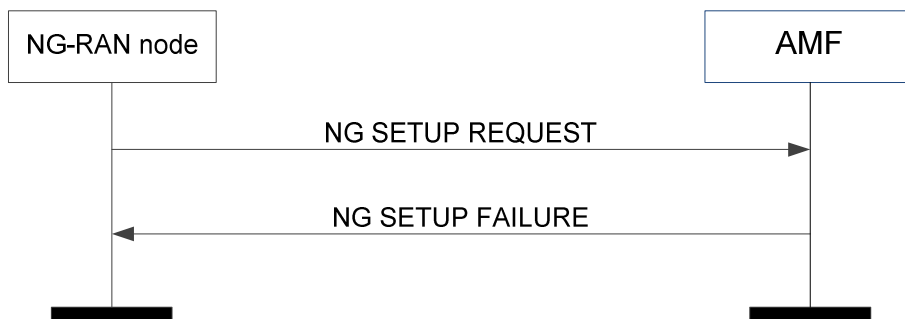 NG-RAN node
AMF
NG SETUP REQUEST
NG SETUP FAILURE